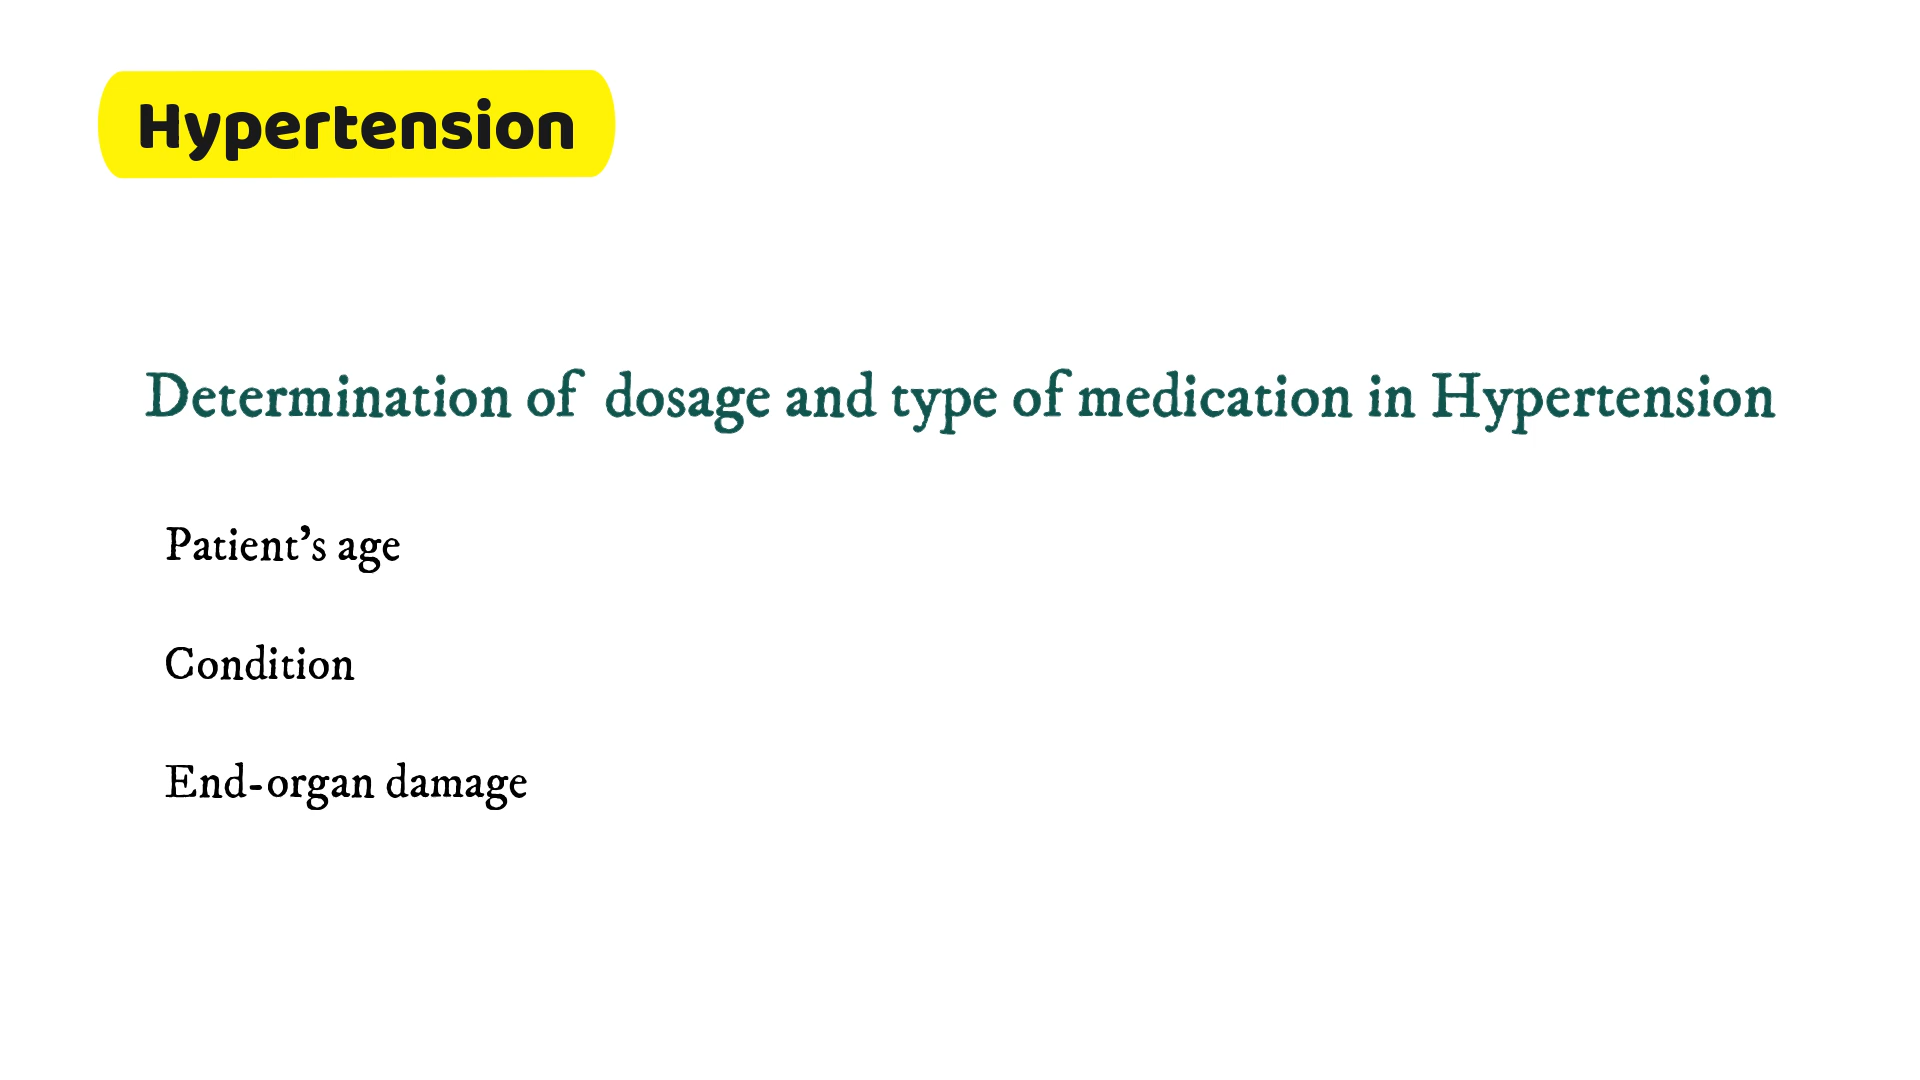 Hypertension
Determination of dosage and type of medication in Hypertension
Patient's age
Condition
End-organ damage